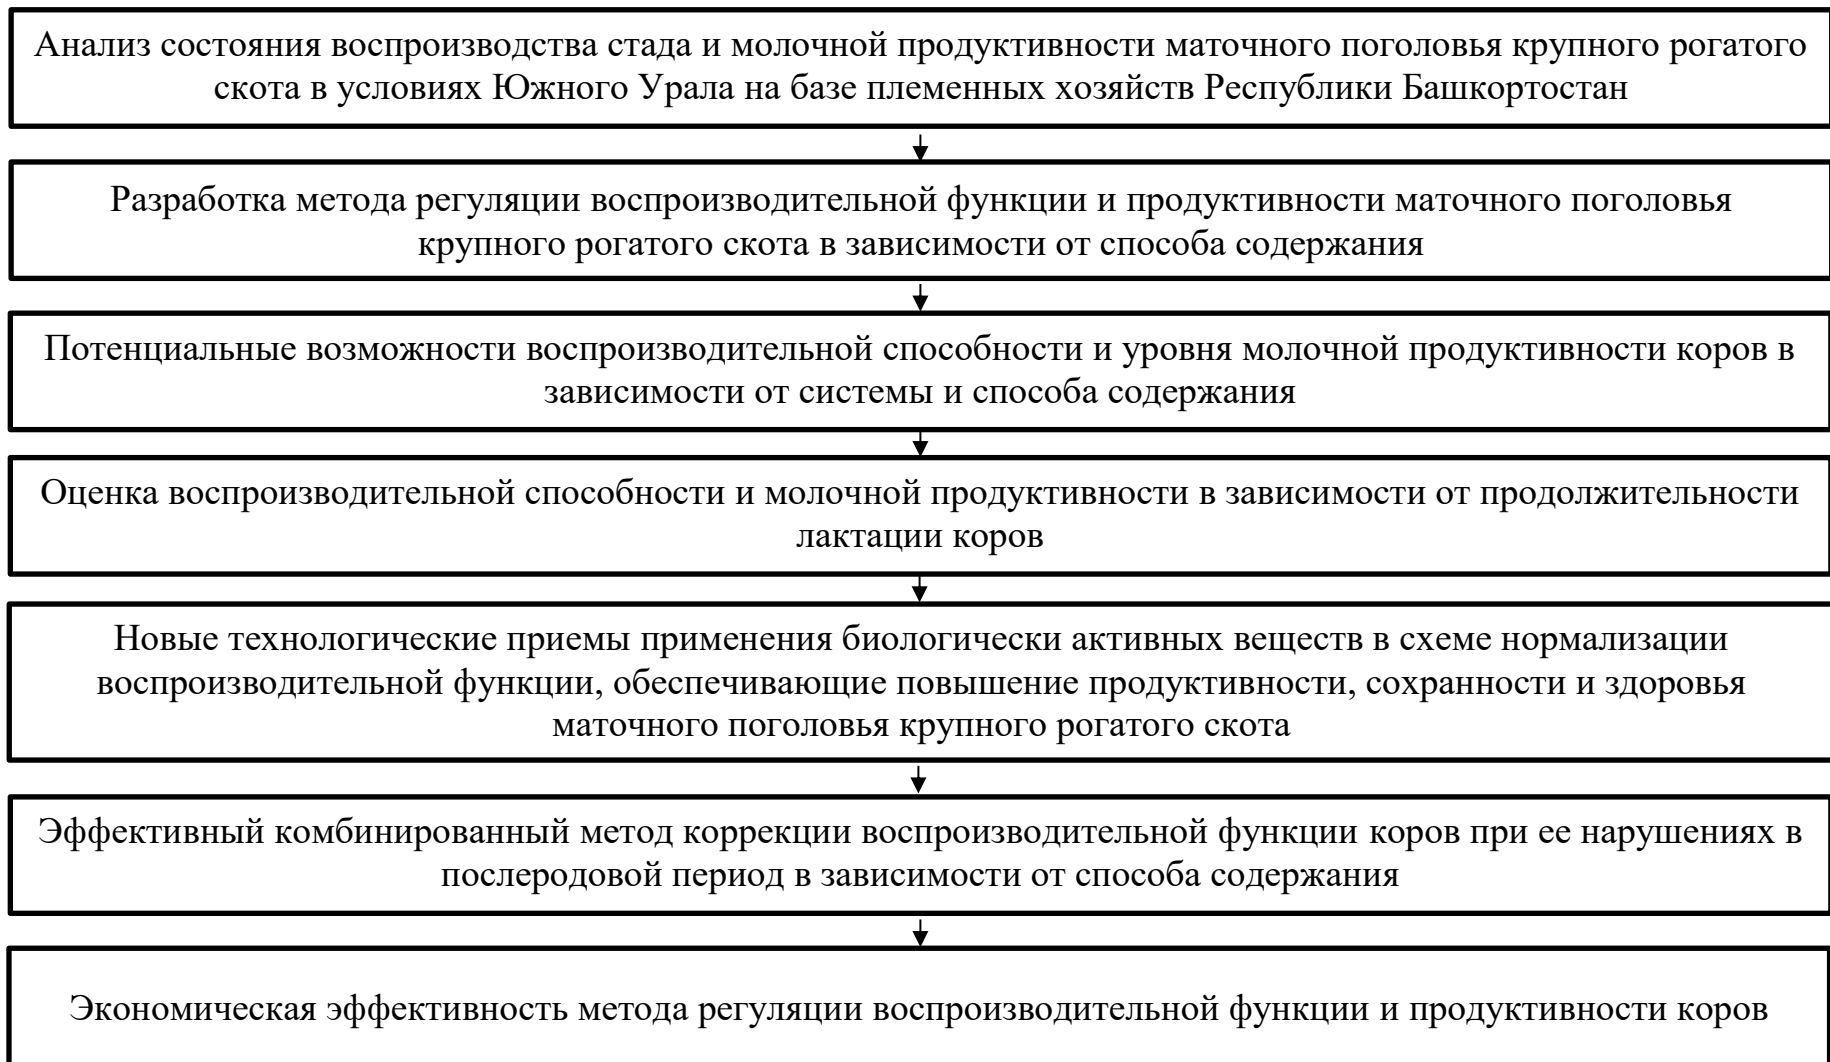 Анализ состояния воспроизводства стада и молочной продуктивности маточного поголовья крупного рогатого
скота в условиях Южного Урала на базе племенных хозяйств Республики Башкортостан
Разработка метода регуляции воспроизводительной функции и продуктивности маточного поголовья
крупного рогатого скота в зависимости от способа содержания
Потенциальные возможности воспроизводительной способности и уровня молочной продуктивности коров в
зависимости от системы и способа содержания
Оценка воспроизводительной способности и молочной продуктивности в зависимости от продолжительности
лактации коров
Новые технологические приемы применения биологически активных веществ в схеме нормализации
воспроизводительной функции, обеспечивающие повышение продуктивности, сохранности и здоровья
маточного поголовья крупного рогатого скота
Эффективный комбинированный метод коррекции воспроизводительной функции коров при ее нарушениях в
послеродовой период в зависимости от способа содержания
Экономическая эффективность метода регуляции воспроизводительной функции и продуктивности коров